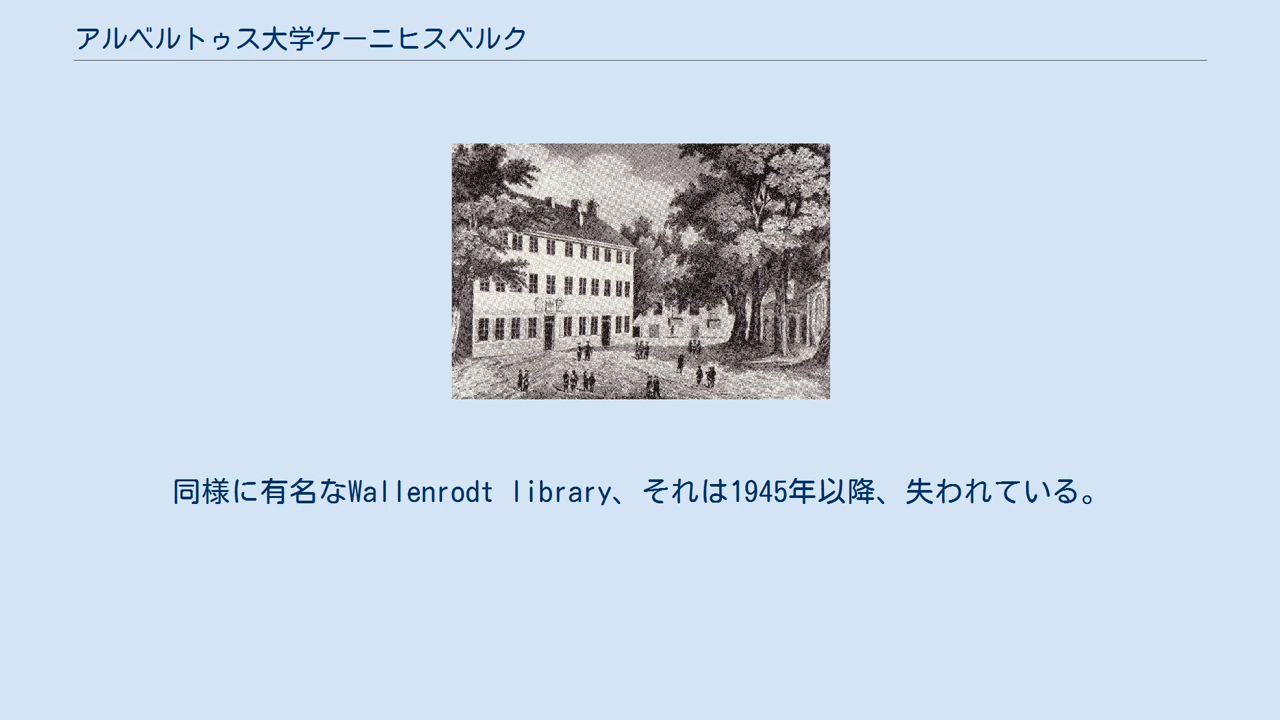 アルベルトゥス大学ケーニヒスベルク
同様に有名なWallenrodt library、それは1945年以降、失われている。